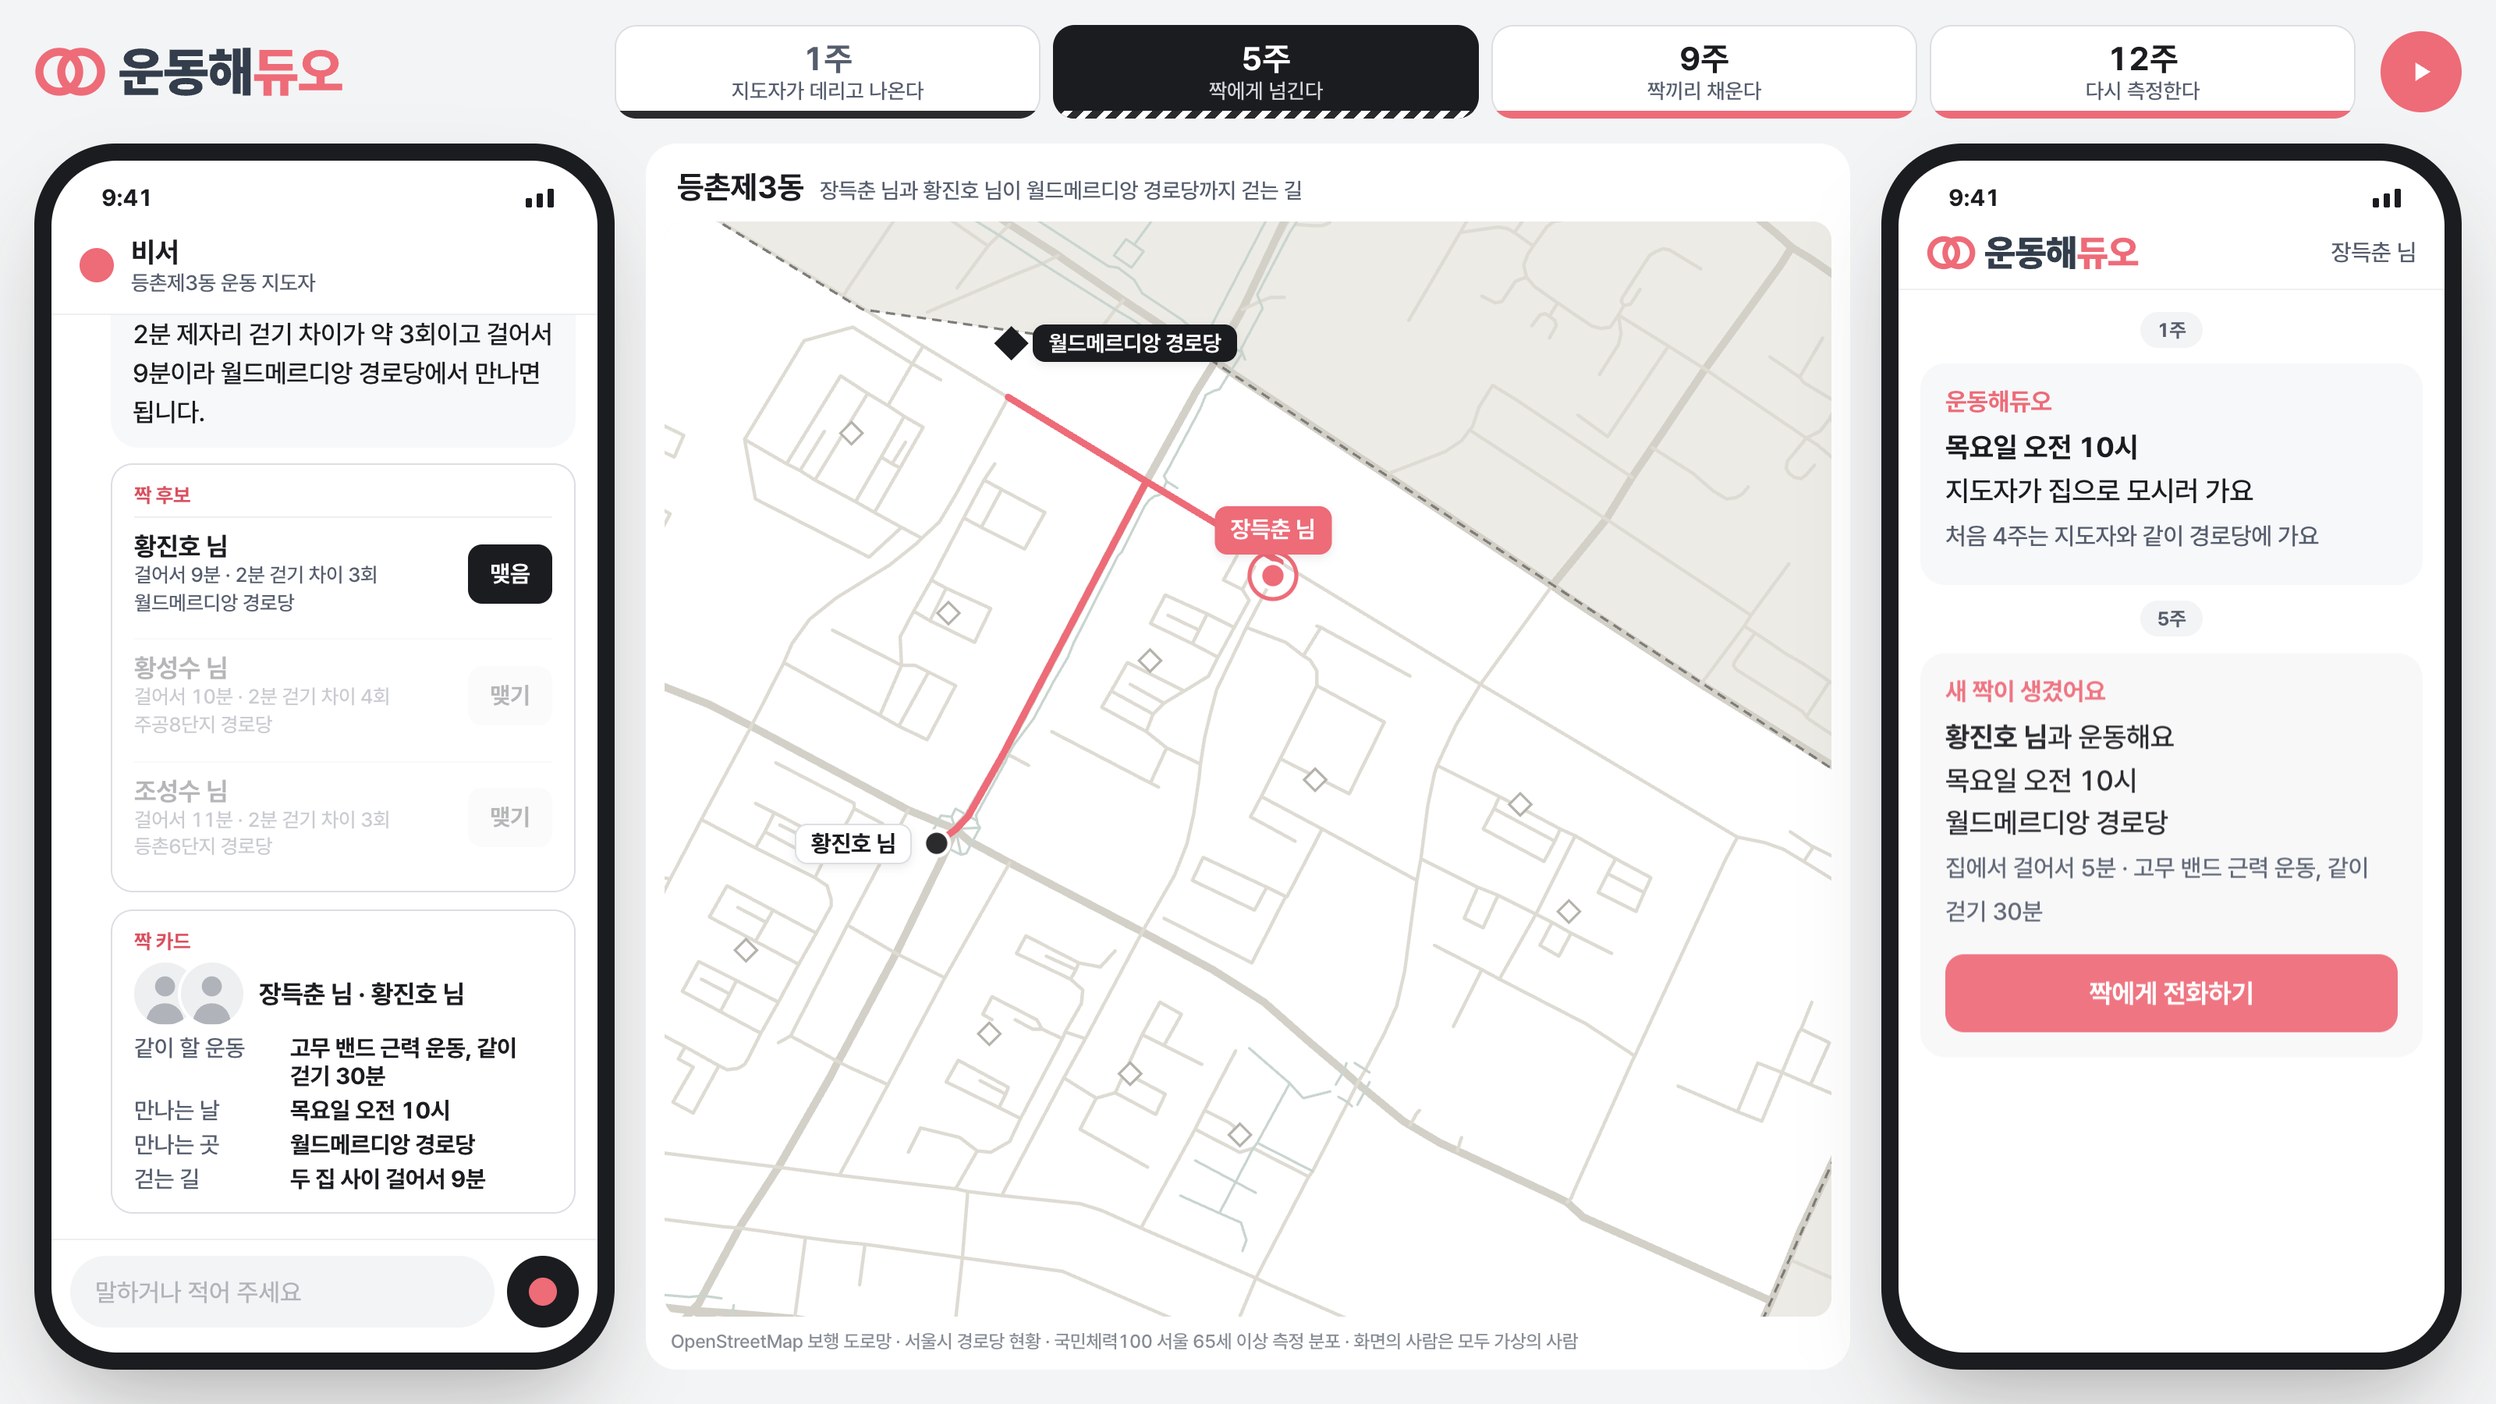 운동해듀오
1주
지도자가 데리고 나온다
5주
짝에게 넘긴다
9주
짝끼리 채운다
12주
다시 측정한다
9:41
비서
등촌제3동 운동 지도자
2분 제자리 걷기 차이가 약 3회이고 걸어서
9분이라 월드메르디앙 경로당에서 만나면
됩니다.
짝 후보
황진호 님
걸어서 9분 · 2분 걷기 차이 3회
월드메르디앙 경로당
맺음
황성수 님
걸어서 10분 · 2분 걷기 차이 4회
주공8단지 경로당
맺기
조성수 님
걸어서 11분 · 2분 걷기 차이 3회
등촌6단지 경로당
맺기
짝 카드
장득춘 님 · 황진호 님
같이 할 운동
고무 밴드 근력 운동, 같이
걷기 30분
만나는 날
목요일 오전 10시
만나는 곳
월드메르디앙 경로당
걷는 길
두 집 사이 걸어서 9분
말하거나 적어 주세요
등촌제3동
장득춘 님과 황진호 님이 월드메르디앙 경로당까지 걷는 길
월드메르디앙 경로당
장득춘 님
황진호 님
OpenStreetMap 보행 도로망 · 서울시 경로당 현황 · 국민체력100 서울 65세 이상 측정 분포 · 화면의 사람은 모두 가상의 사람
9:41
운동해듀오
장득춘 님
1주
운동해듀오
목요일 오전 10시
지도자가 집으로 모시러 가요
처음 4주는 지도자와 같이 경로당에 가요
5주
새 짝이 생겼어요
황진호 님과 운동해요
목요일 오전 10시
월드메르디앙 경로당
집에서 걸어서 5분 · 고무 밴드 근력 운동, 같이
걷기 30분
짝에게 전화하기